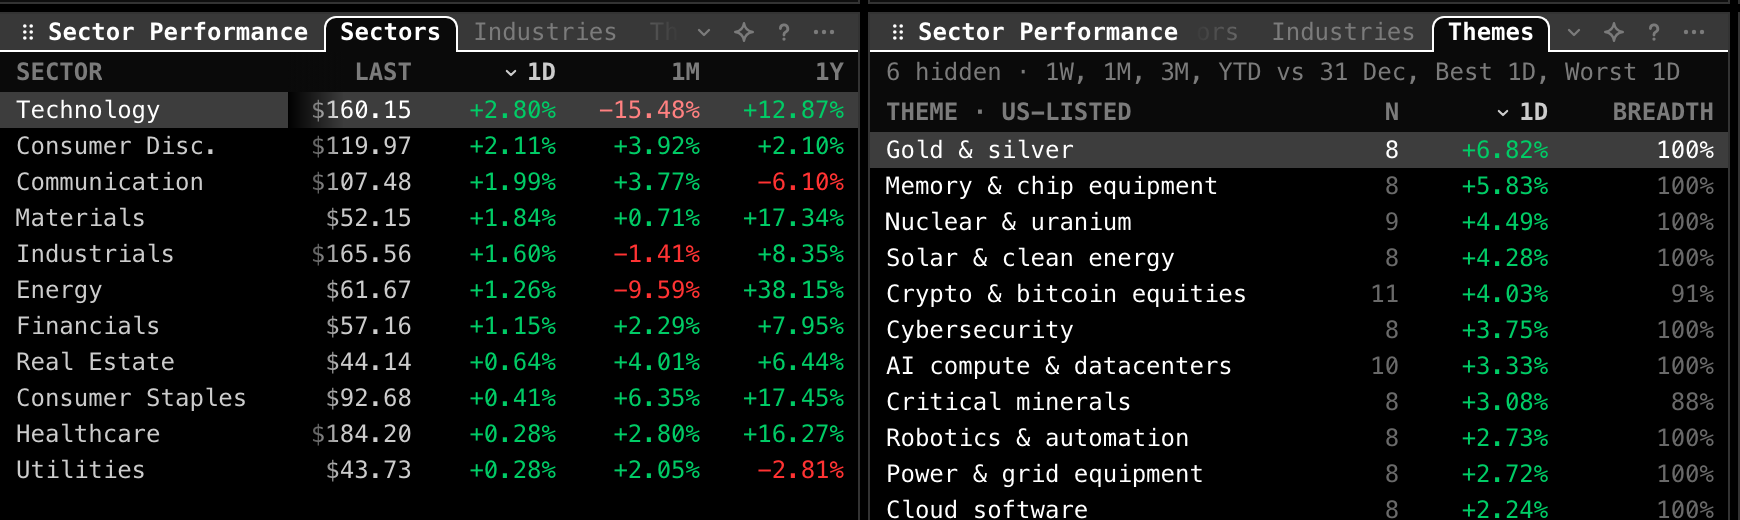 Sector Performance Sectors Industries Th ?
SECTOR LAST 1D 1M 1Y
Technology $160.15 +2.80% −15.48% +12.87%
Consumer Disc. $119.97 +2.11% +3.92% +2.10%
Communication $107.48 +1.99% +3.77% −6.10%
Materials $52.15 +1.84% +0.71% +17.34%
Industrials $165.56 +1.60% −1.41% +8.35%
Energy $61.67 +1.26% −9.59% +38.15%
Financials $57.16 +1.15% +2.29% +7.95%
Real Estate $44.14 +0.64% +4.01% +6.44%
Consumer Staples $92.68 +0.41% +6.35% +17.45%
Healthcare $184.20 +0.28% +2.80% +16.27%
Utilities $43.73 +0.28% +2.05% −2.81%
Sector Performance ors Industries Themes ?
6 hidden · 1W, 1M, 3M, YTD vs 31 Dec, Best 1D, Worst 1D
THEME · US−LISTED N 1D BREADTH
Gold & silver 8 +6.82% 100%
Memory & chip equipment 8 +5.83% 100%
Nuclear & uranium 9 +4.49% 100%
Solar & clean energy 8 +4.28% 100%
Crypto & bitcoin equities 11 +4.03% 91%
Cybersecurity 8 +3.75% 100%
AI compute & datacenters 10 +3.33% 100%
Critical minerals 8 +3.08% 88%
Robotics & automation 8 +2.73% 100%
Power & grid equipment 8 +2.72% 100%
Cloud software 8 +2.24% 100%